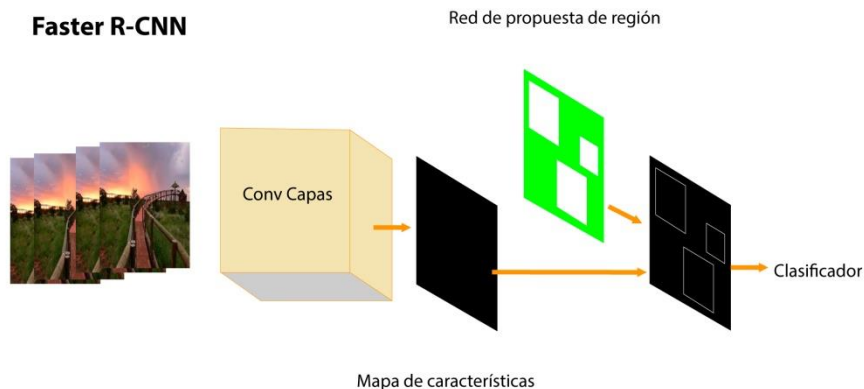 Faster R-CNN
Red de propuesta de región
Conv Capas
Clasificador
Mapa de características